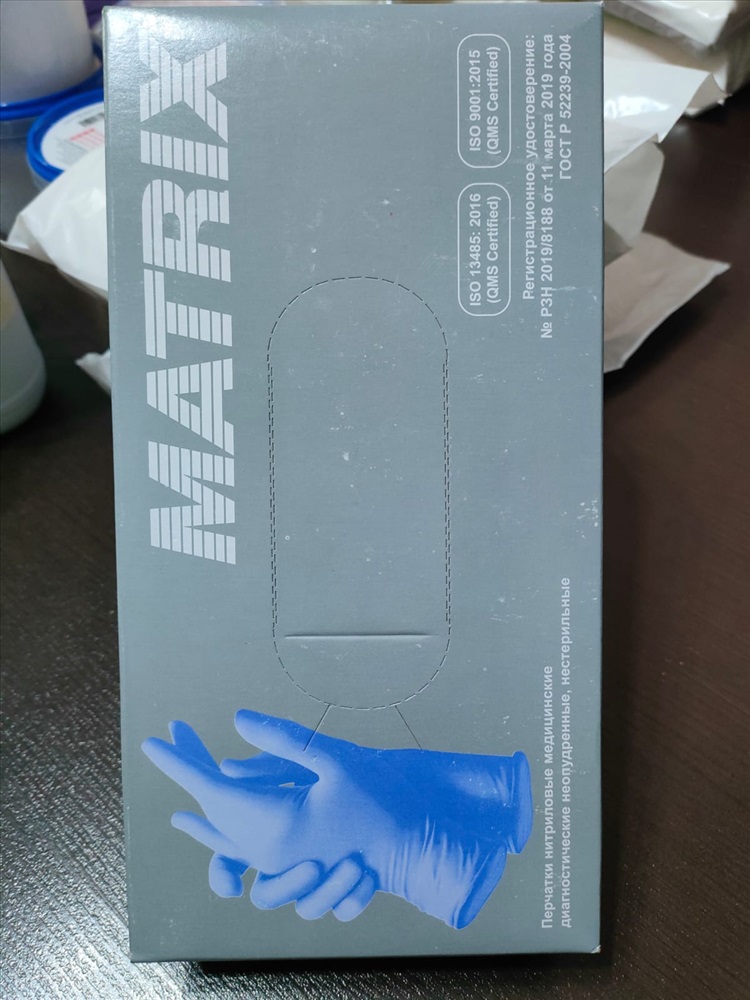 MATRIX
ISO 13485: 2016
(QMS Certified)
ISO 9001:2015
(QMS Certified)
Регистрационное удостоверение:
№ РЗН 2019/8188 от 11 марта 2019 года
ГОСТ Р 52239-2004
Перчатки нитриловые медицинские
диагностические неопудренные, нестерильные